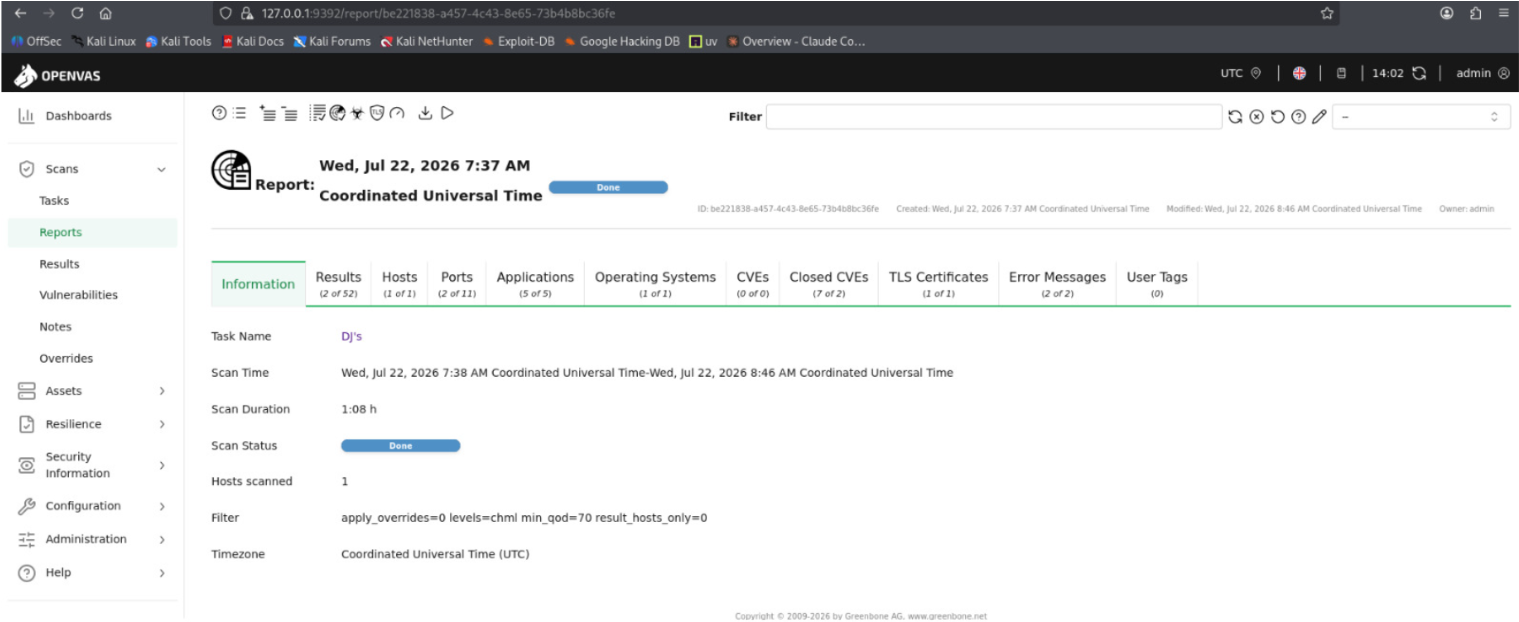 127.0.0.1:9392/report/be221838-a457-4c43-8e65-73b4b8bc36fe
OffSec Kali Linux Kali Tools Kali Docs Kali Forums Kali NetHunter Exploit-DB Google Hacking DB uv Overview - Claude Co...
OPENVAS UTC 14:02 admin
Dashboards
Scans
Tasks
Reports
Results
Vulnerabilities
Notes
Overrides
Assets
Resilience
Security
Information
Configuration
Administration
Help
TLS
Filter
--
Report:
Wed, Jul 22, 2026 7:37 AM
Coordinated Universal Time
Done
ID: be221838-a457-4c43-8e65-73b4b8bc36fe Created: Wed, Jul 22, 2026 7:37 AM Coordinated Universal Time Modified: Wed, Jul 22, 2026 8:46 AM Coordinated Universal Time Owner: admin
Information
Results
(2 of 52)
Hosts
(1 of 1)
Ports
(2 of 11)
Applications
(5 of 5)
Operating Systems
(1 of 1)
CVEs
(0 of 0)
Closed CVEs
(7 of 2)
TLS Certificates
(1 of 1)
Error Messages
(2 of 2)
User Tags
(0)
Task Name DJ's
Scan Time Wed, Jul 22, 2026 7:38 AM Coordinated Universal Time-Wed, Jul 22, 2026 8:46 AM Coordinated Universal Time
Scan Duration 1:08 h
Scan Status Done
Hosts scanned 1
Filter apply_overrides=0 levels=chml min_qod=70 result_hosts_only=0
Timezone Coordinated Universal Time (UTC)
Copyright © 2009-2026 by Greenbone AG, www.greenbone.net